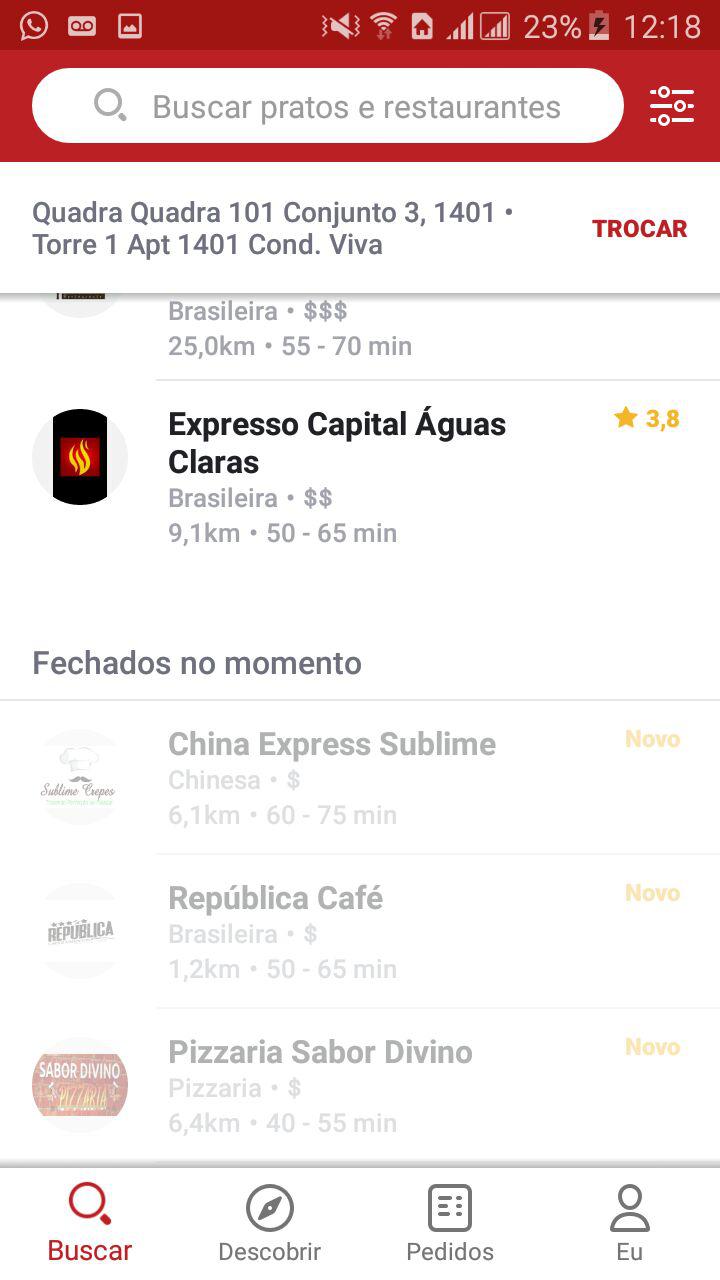 23% 12:18
Buscar pratos e restaurantes
Quadra Quadra 101 Conjunto 3, 1401 •
Torre 1 Apt 1401 Cond. Viva
TROCAR
Brasileira • $$$
25,0km • 55 - 70 min
Expresso Capital Águas
Claras
3,8
Brasileira • $$
9,1km • 50 - 65 min
Fechados no momento
China Express Sublime
Novo
Sublime Crepes
Chinesa • $
6,1km • 60 - 75 min
República Café
Novo
REPUBLICA
Brasileira • $
1,2km • 50 - 65 min
Pizzaria Sabor Divino
Novo
SABOR DIVINO
PIZZARIA
Pizzaria • $
6,4km • 40 - 55 min
Buscar
Descobrir
Pedidos
Eu